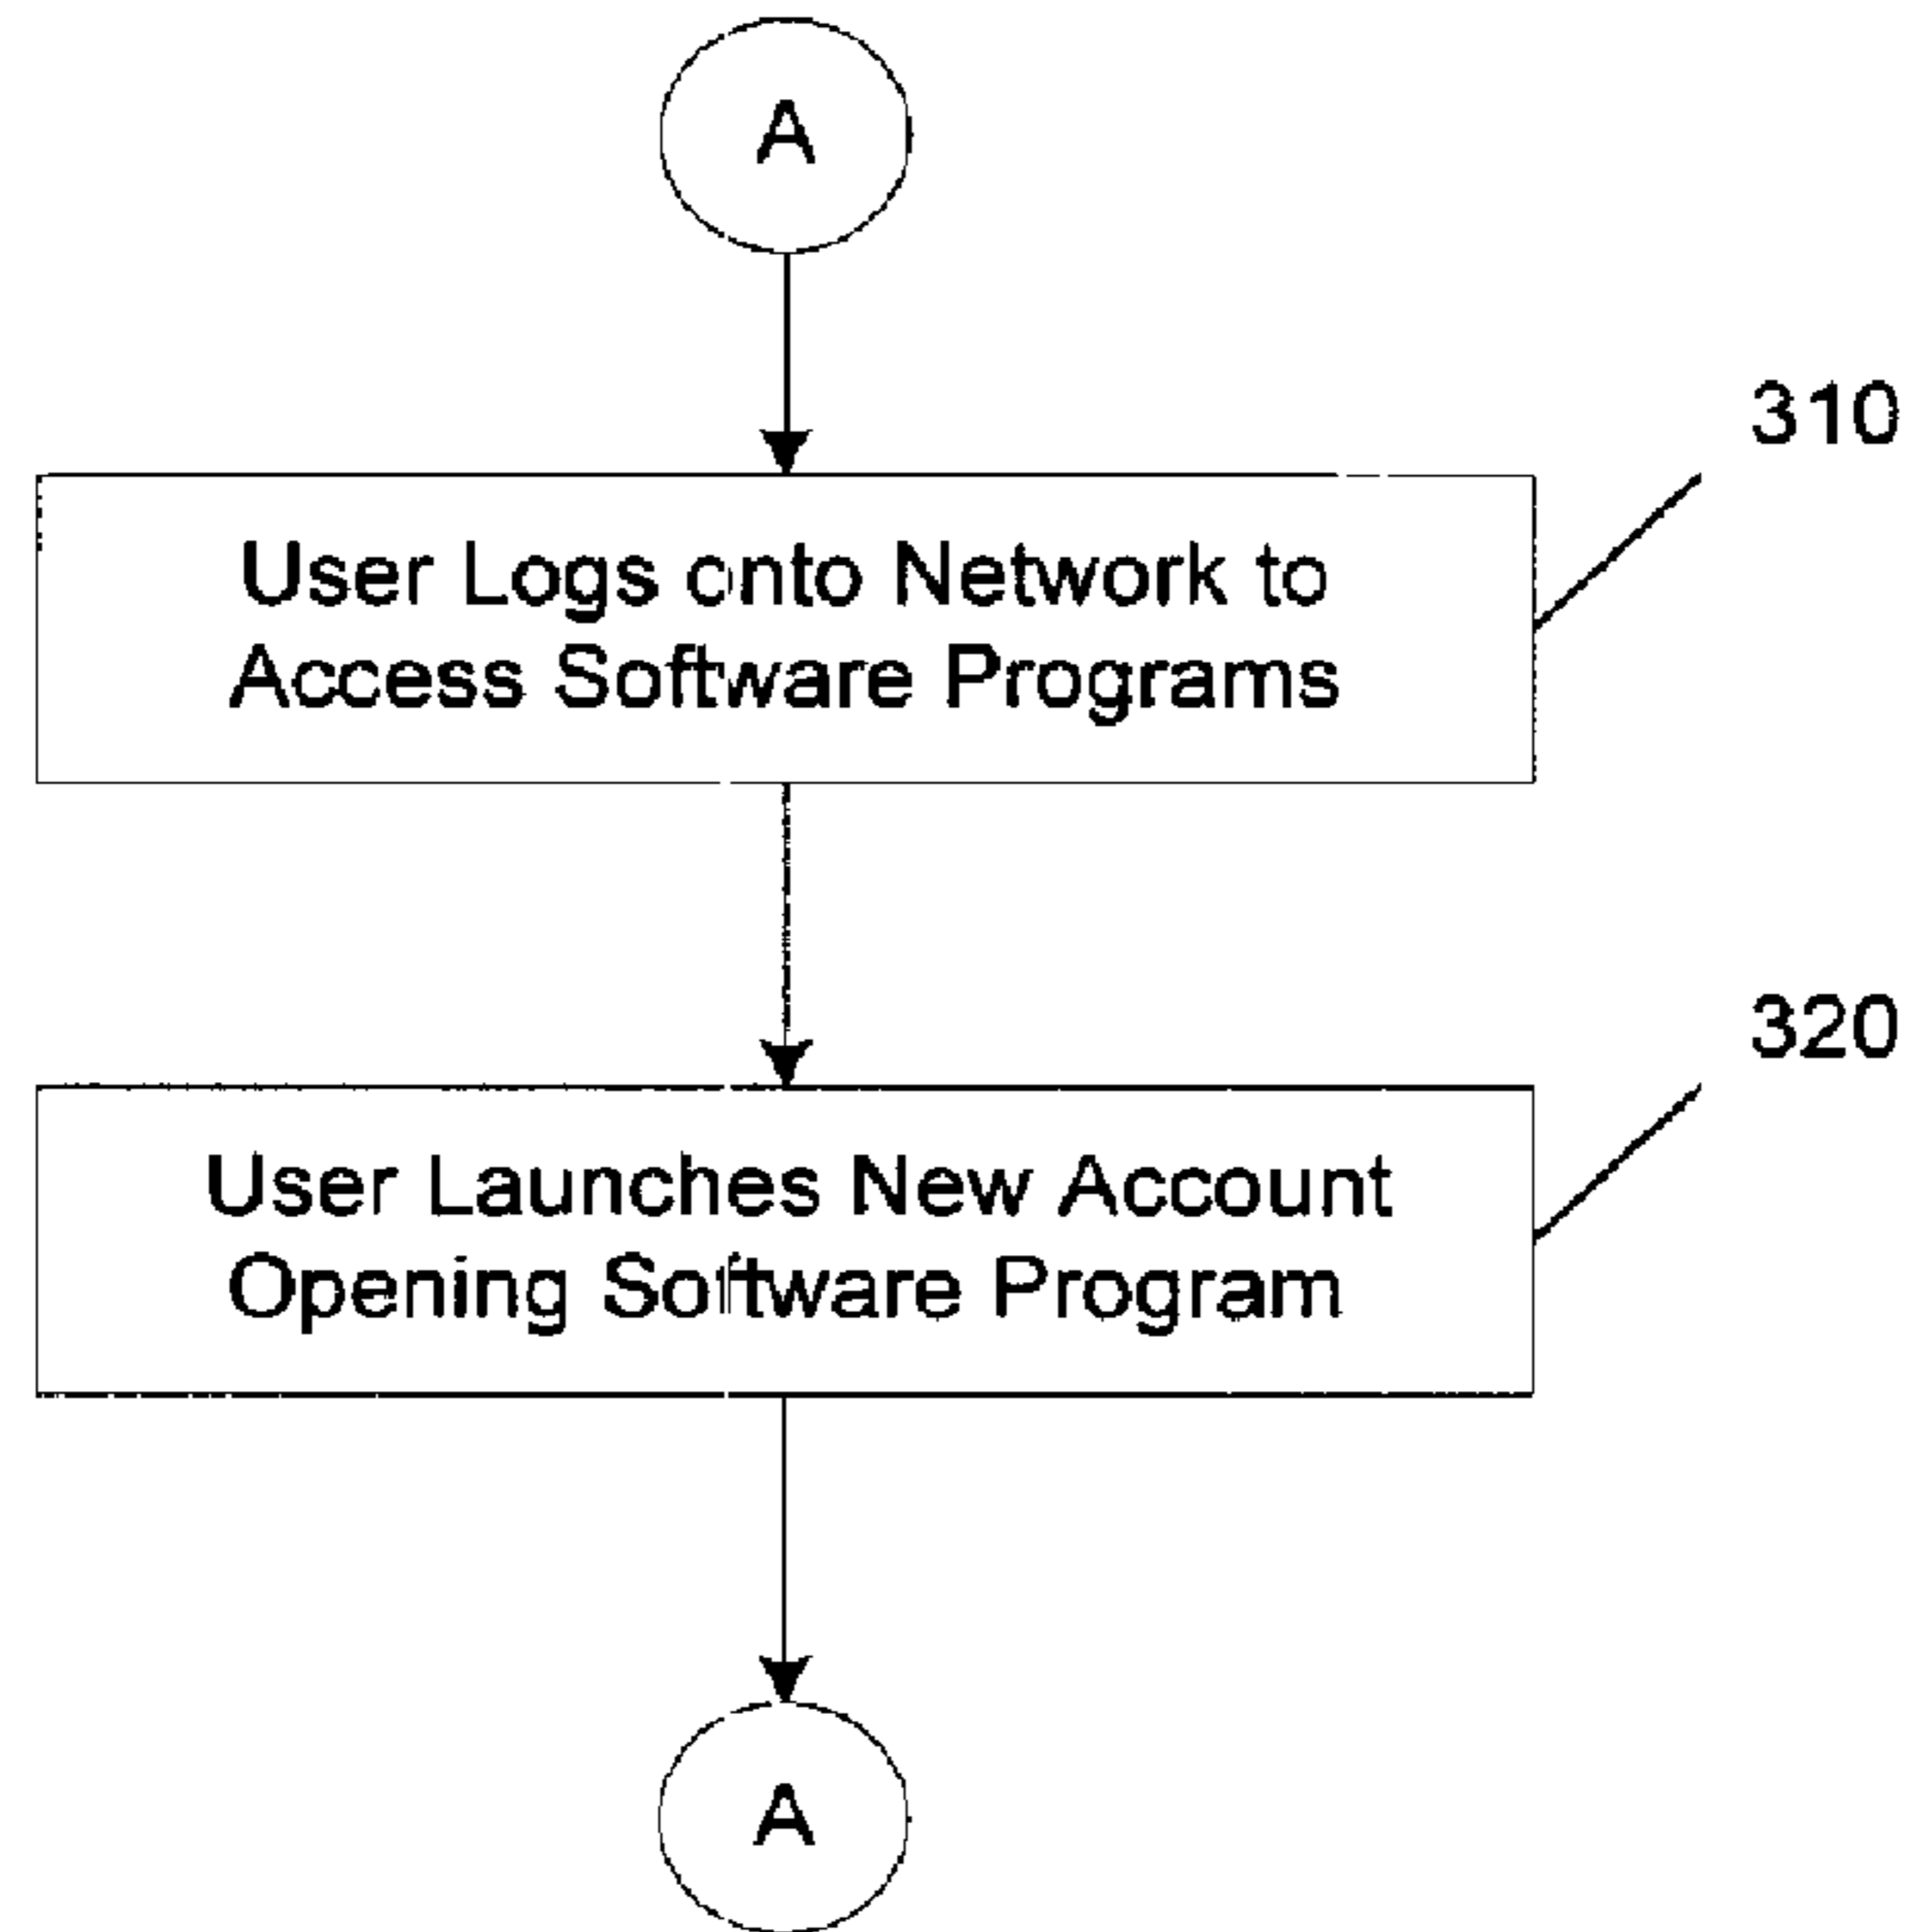 A
310
User Logs onto Network to
Access Software Programs
320
User Launches New Account
Opening Software Program
A